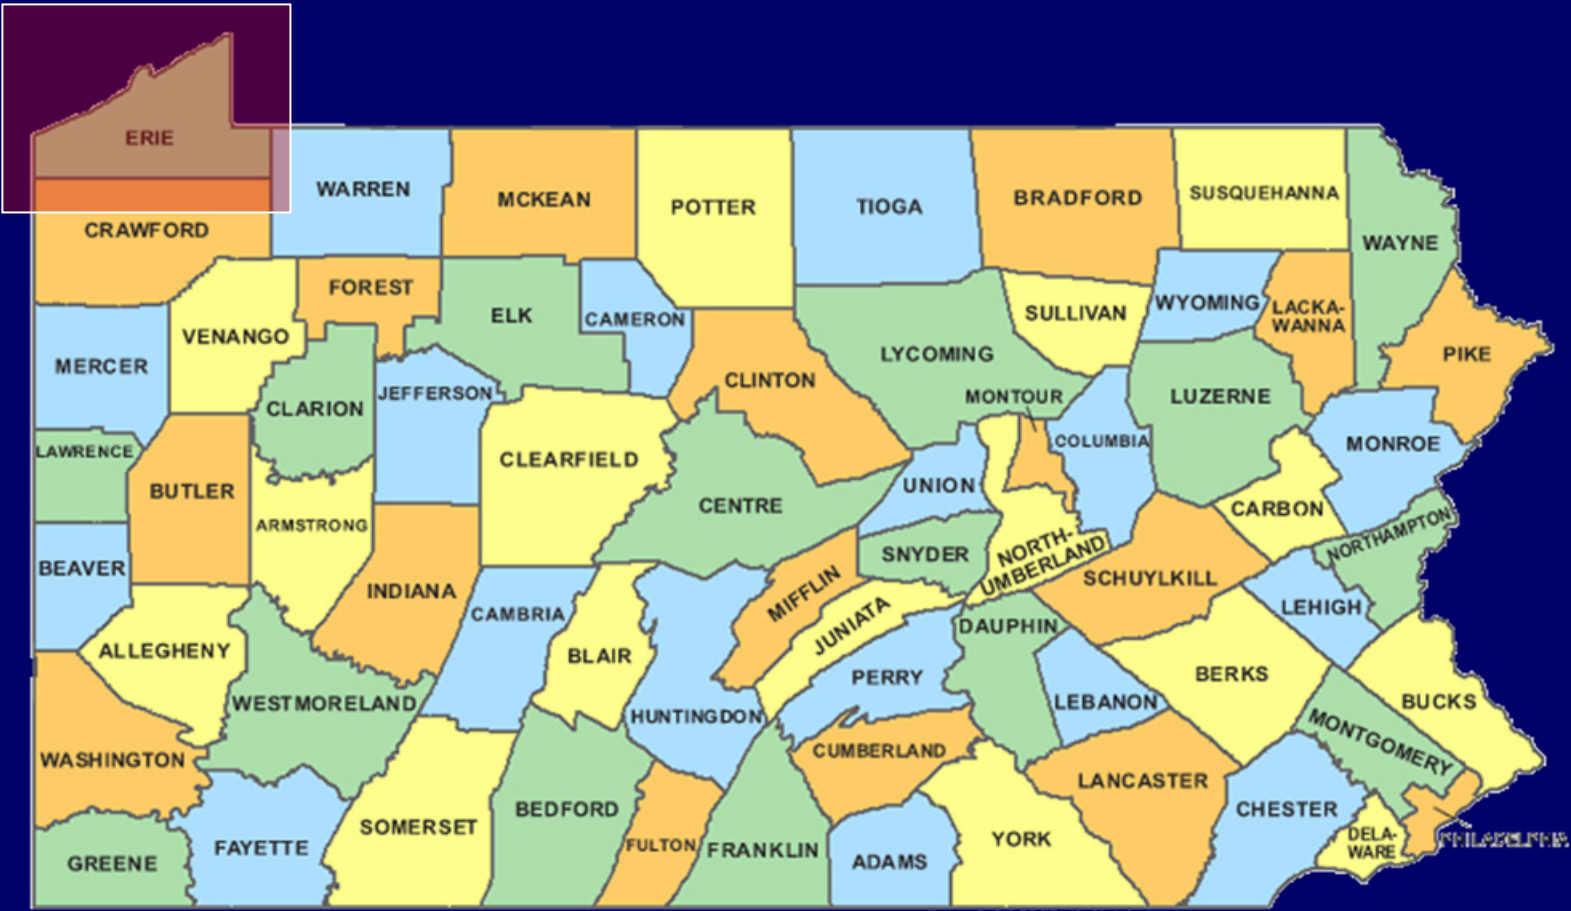 ERIE
WARREN
MCKEAN
POTTER
TIOGA
BRADFORD
SUSQUEHANNA
WAYNE
CRAWFORD
FOREST
ELK
CAMERON
SULLIVAN
WYOMING
LACKA-
WANNA
PIKE
VENANGO
MERCER
CLARION
JEFFERSON
CLINTON
LYCOMING
MONTOUR
COLUMBIA
LUZERNE
MONROE
LAWRENCE
BUTLER
ARMSTRONG
CLEARFIELD
CENTRE
UNION
CARBON
NORTHAMPTON
BEAVER
INDIANA
CAMBRIA
SNYDER
NORTH-
UMBERLAND
SCHUYLKILL
LEHIGH
MIFFLIN
JUNIATA
DAUPHIN
ALLEGHENY
BLAIR
PERRY
LEBANON
BERKS
BUCKS
WESTMORELAND
HUNTINGDON
MONTGOMERY
WASHINGTON
CUMBERLAND
LANCASTER
CHESTER
BEDFORD
SOMERSET
FULTON
FRANKLIN
YORK
DELA-
WARE
PHILADELPHIA
GREENE
FAYETTE
ADAMS